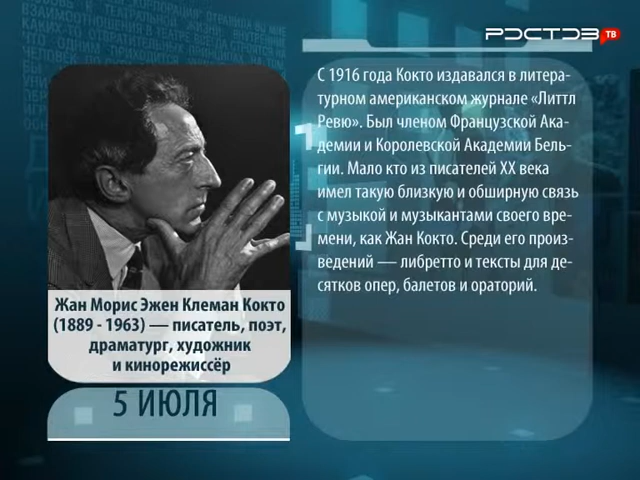 РОСТОВ ТВ
С 1916 года Кокто издавался в литера-
турном американском журнале «Литтл
Ревю». Был членом Французской Ака-
демии и Королевской Академии Бель-
гии. Мало кто из писателей XX века
имел такую близкую и обширную связь
с музыкой и музыкантами своего вре-
мени, как Жан Кокто. Среди его произ-
ведений — либретто и тексты для де-
сятков опер, балетов и ораторий.
Жан Морис Эжен Клеман Кокто
(1889 - 1963) — писатель, поэт,
драматург, художник
и кинорежиссёр
5 ИЮЛЯ